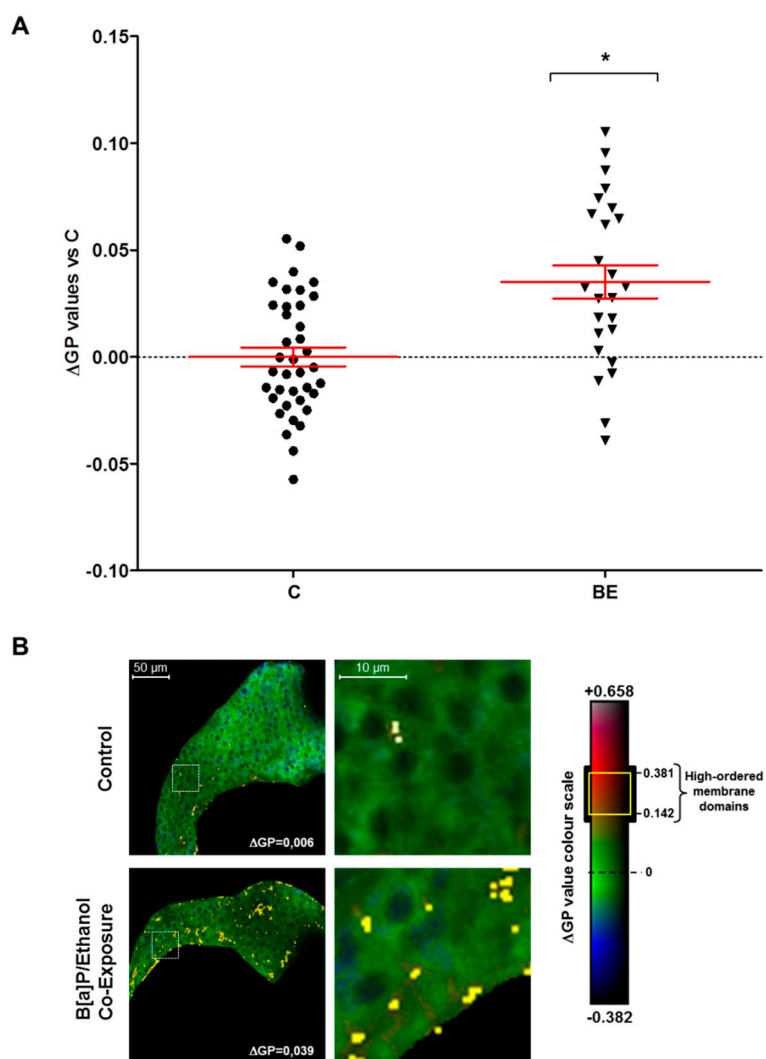 A
0.15
*
0.10
0.05
0.00
-0.05
-0.10
ΔGP values vs C
C
BE
B
50 µm
10 µm
Control
ΔGP=0,006
B[a]P/Ethanol
Co-Exposure
ΔGP=0,039
+0.658
0.381
0.142
High-ordered
membrane
domains
0
-0.382
ΔGP value colour scale